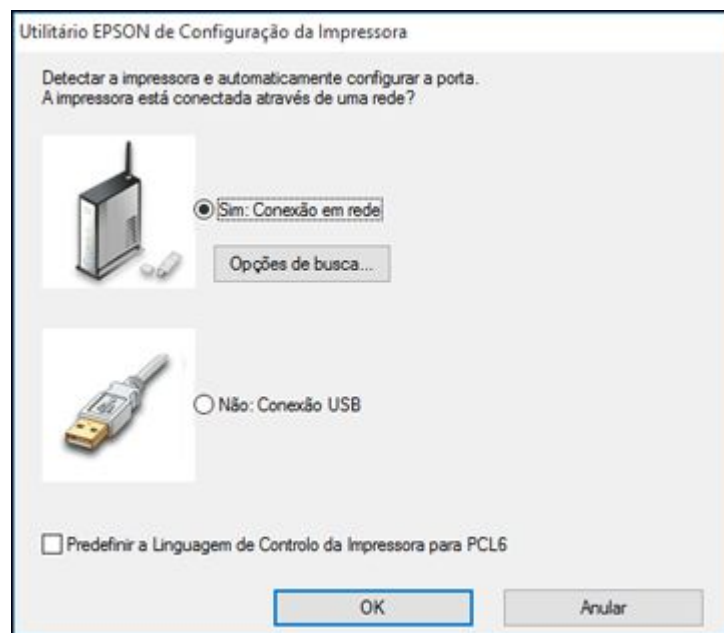 Utilitário EPSON de Configuração da Impressora
Detectar a impressora e automaticamente configurar a porta.
A impressora está conectada através de uma rede?
Sim: Conexão em rede
Opções de busca...
Não: Conexão USB
Predefinir a Linguagem de Controlo da Impressora para PCL6
OK
Anular